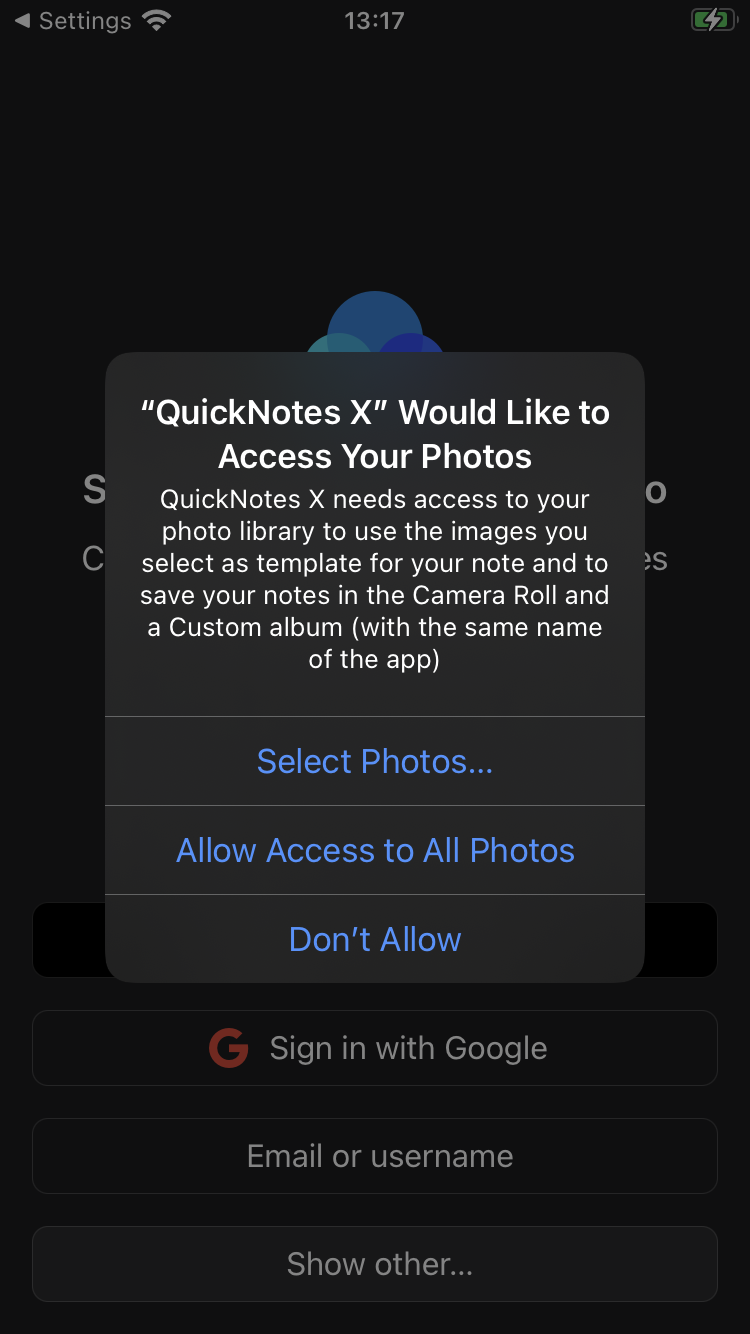 Settings
13:17
“QuickNotes X” Would Like to
Access Your Photos
QuickNotes X needs access to your
photo library to use the images you
select as template for your note and to
save your notes in the Camera Roll and
a Custom album (with the same name
of the app)
Select Photos...
Allow Access to All Photos
Don’t Allow
Sign in with Google
Email or username
Show other...